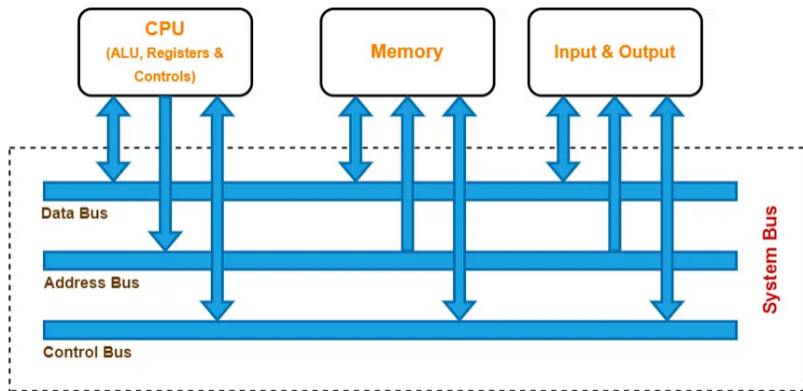 CPU
(ALU, Registers &
Controls)
Memory
Input & Output
Data Bus
Address Bus
Control Bus
System Bus